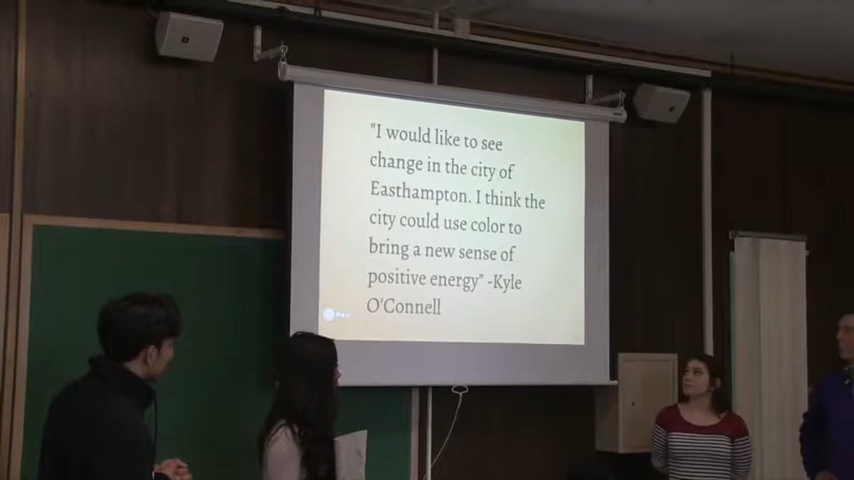 "I would like to see
change in the city of
Easthampton. I think the
city could use color to
bring a new sense of
positive energy" -Kyle
O'Connell
Prezi